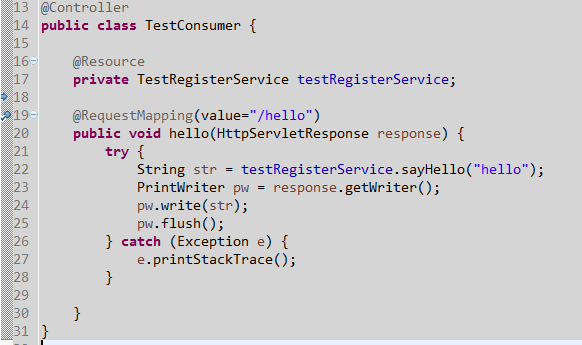 13 @Controller
14 public class TestConsumer {
15
16 @Resource
17 private TestRegisterService testRegisterService;
18
19 @RequestMapping(value="/hello")
20 public void hello(HttpServletResponse response) {
21 try {
22 String str = testRegisterService.sayHello("hello");
23 PrintWriter pw = response.getWriter();
24 pw.write(str);
25 pw.flush();
26 } catch (Exception e) {
27 e.printStackTrace();
28 }
29
30 }
31 }